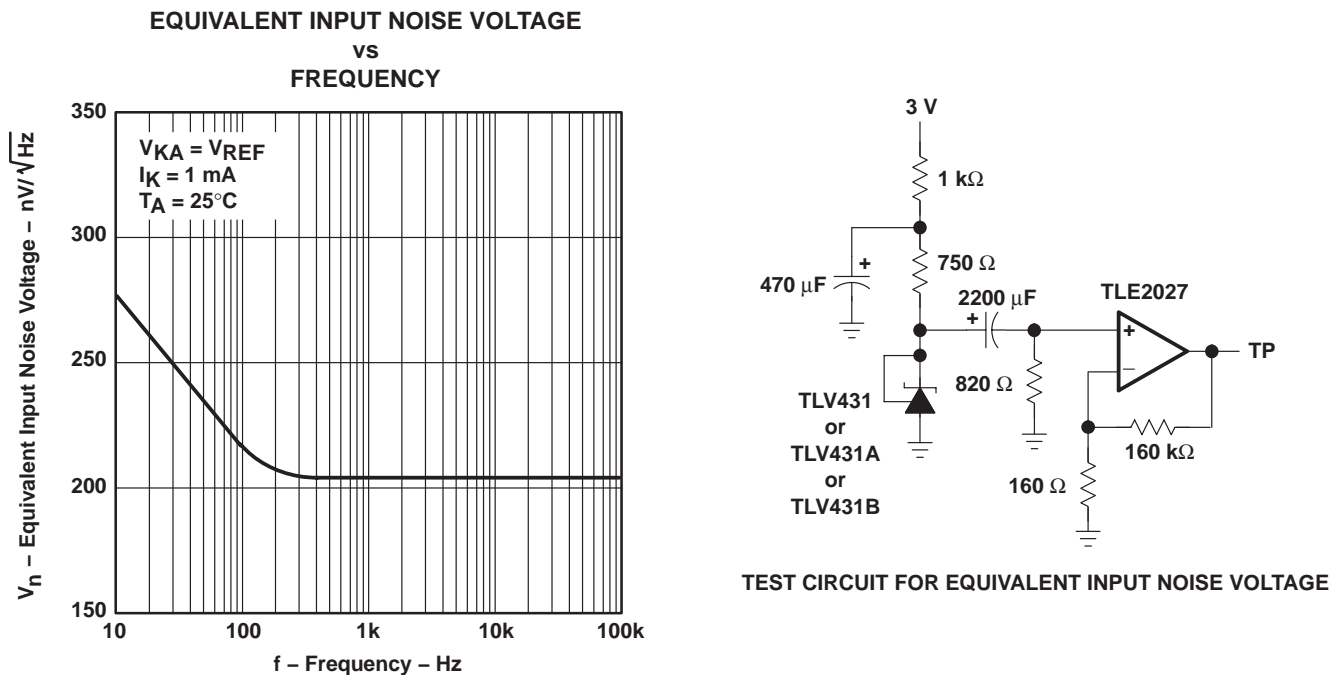 EQUIVALENT INPUT NOISE VOLTAGE
vs
FREQUENCY
Vn – Equivalent Input Noise Voltage – nV/√Hz
350
300
250
200
150
VKA = VREF
IK = 1 mA
TA = 25°C
10
100
1k
10k
100k
f – Frequency – Hz
3 V
1 kΩ
750 Ω
+
470 μF
2200 μF
+
TLE2027
+
–
TP
820 Ω
160 kΩ
160 Ω
TLV431
or
TLV431A
or
TLV431B
TEST CIRCUIT FOR EQUIVALENT INPUT NOISE VOLTAGE